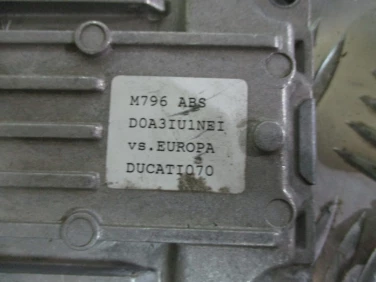 M796 ABS
D0A3IU1NEI
vs.EUROPA
DUCATI070